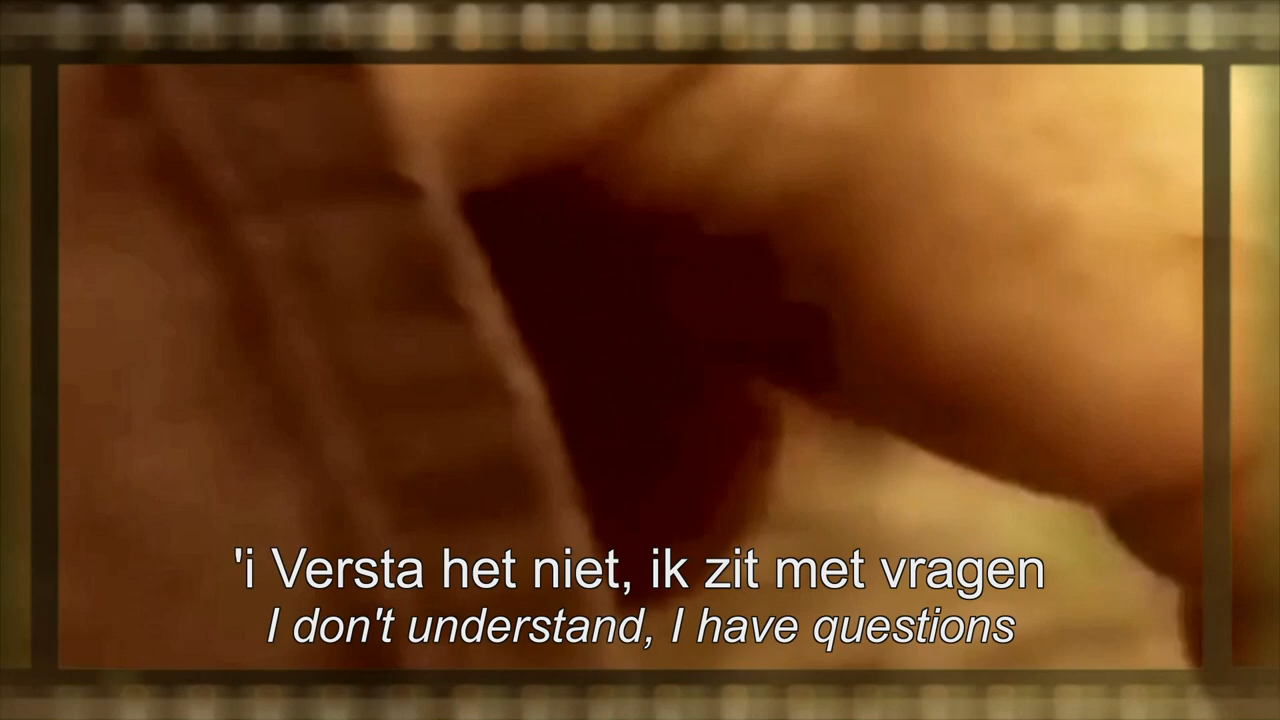 'i Versta het niet, ik zit met vragen
I don't understand, I have questions